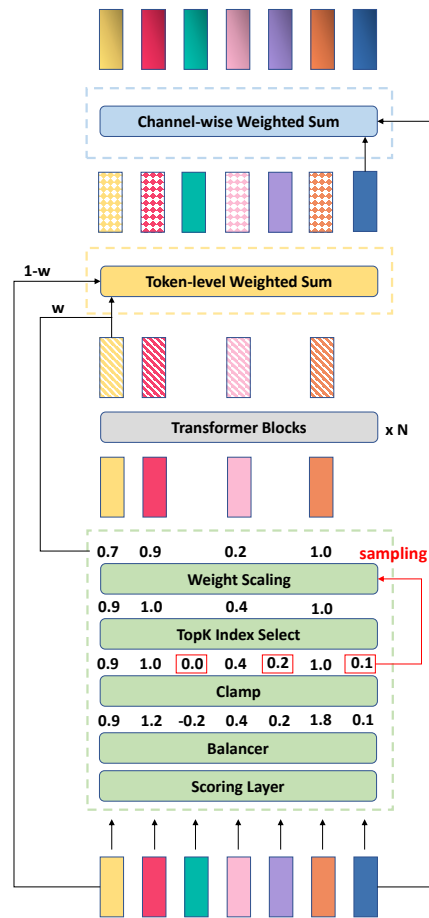 Channel-wise Weighted Sum
1-w
Token-level Weighted Sum
w
Transformer Blocks
x N
0.7 0.9 0.2 1.0
sampling
Weight Scaling
0.9 1.0 0.4 1.0
TopK Index Select
0.9 1.0 0.0 0.4 0.2 1.0 0.1
Clamp
0.9 1.2 -0.2 0.4 0.2 1.8 0.1
Balancer
Scoring Layer